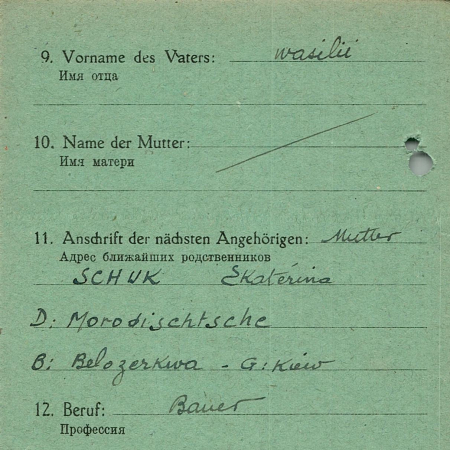 9. Vorname des Vaters: Wasilii
Имя отца
10. Name der Mutter:
Имя матери
11. Anschrift der nächsten Angehörigen: Mutter
Адрес ближайших родственников
SCHUK Ekaterina
D: Morodischtsche
B: Belozerkwa - G: Kiew
12. Beruf: Bauer
Профессия